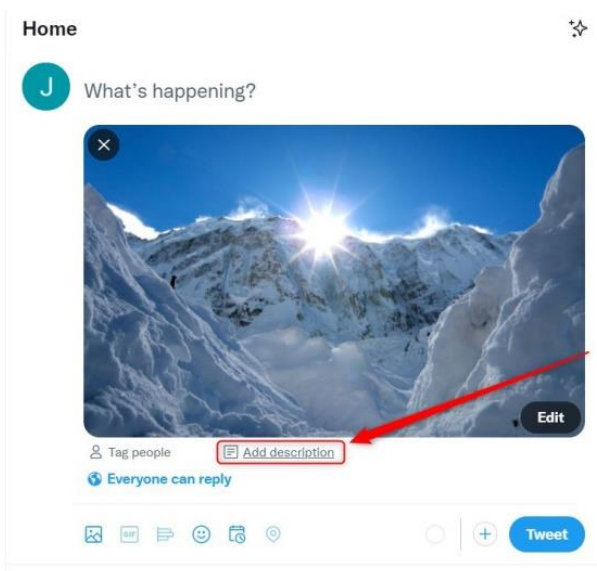 Home
J
What's happening?
Edit
Tag people
Add description
Everyone can reply
GIF
Tweet